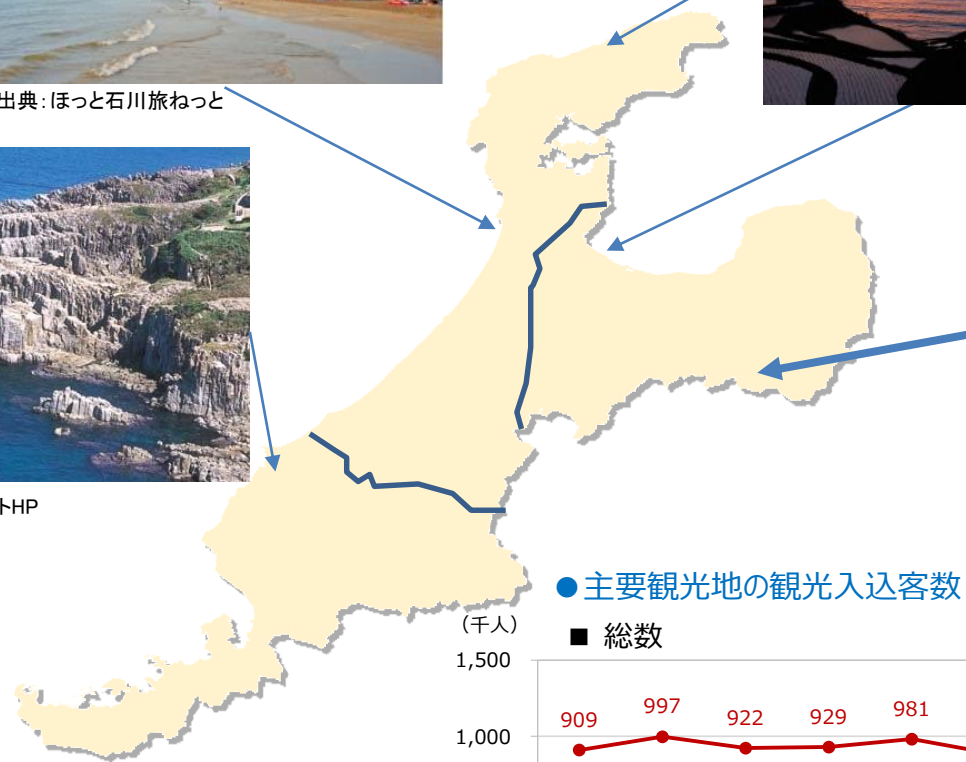 出典：ほっと石川旅ねっと
トHP
●主要観光地の観光入込客数
（千人）
■ 総数
1,500
909
997
922
929
981
1,000